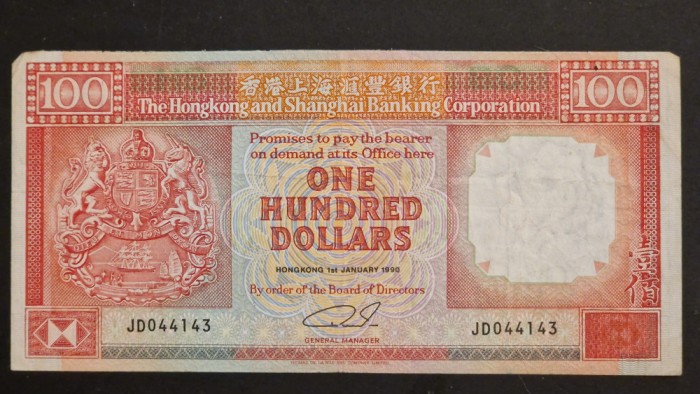 100
香港上海滙豐銀行
100
The Hongkong and Shanghai Banking Corporation
Promises to pay the bearer
on demand at its Office here
ONE
HUNDRED
DOLLARS
HONGKONG 1st JANUARY 1990
By order of the Board of Directors
GENERAL MANAGER
JD044143
JD044143